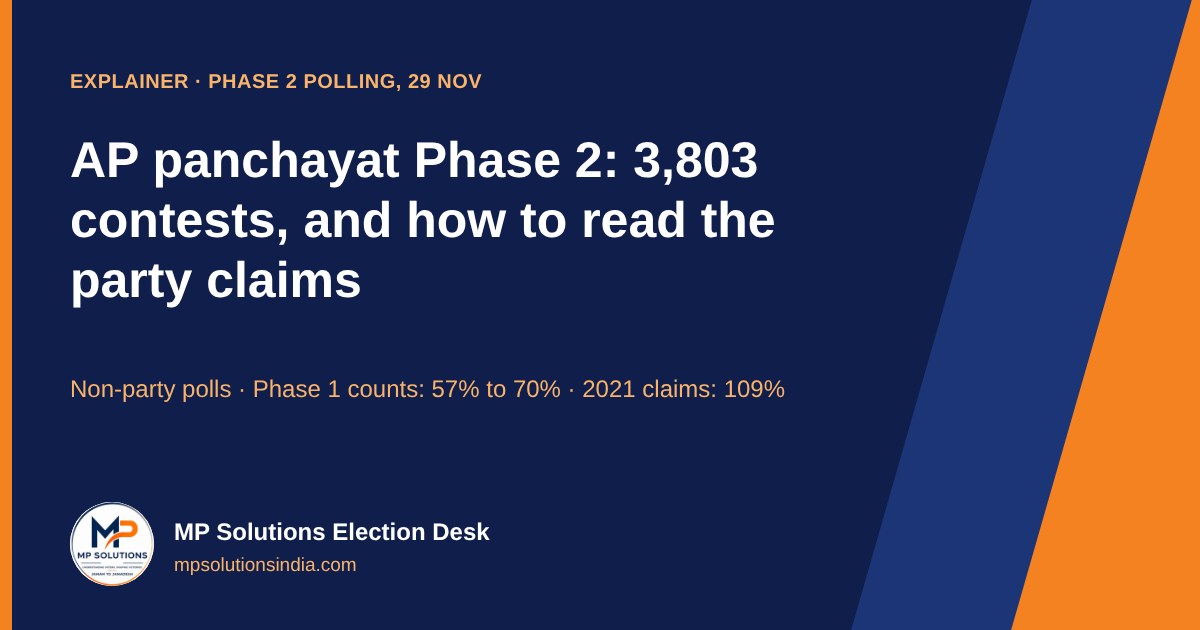 EXPLAINER · PHASE 2 POLLING, 29 NOV
AP panchayat Phase 2: 3,803
contests, and how to read the
party claims
Non-party polls · Phase 1 counts: 57% to 70% · 2021 claims: 109%
MP
MP SOLUTIONS
MP Solutions Election Desk
mpsolutionsindia.com